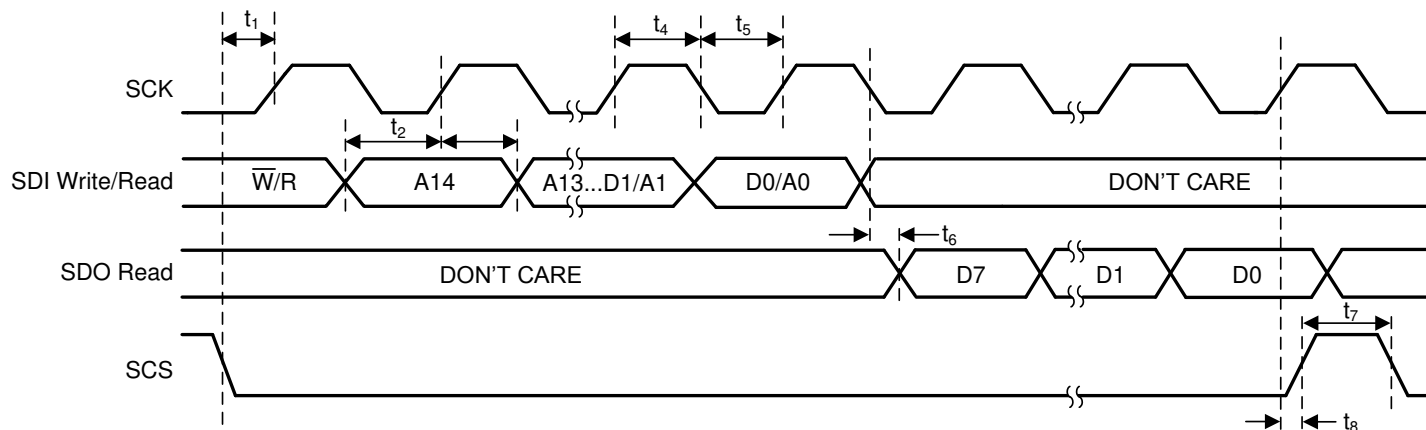 t1 t4 t5
SCK
t2
SDI Write/Read W̅/R A14 A13...D1/A1 D0/A0 DON'T CARE
t6
SDO Read DON'T CARE D7 D1 D0
t7
SCS
t8